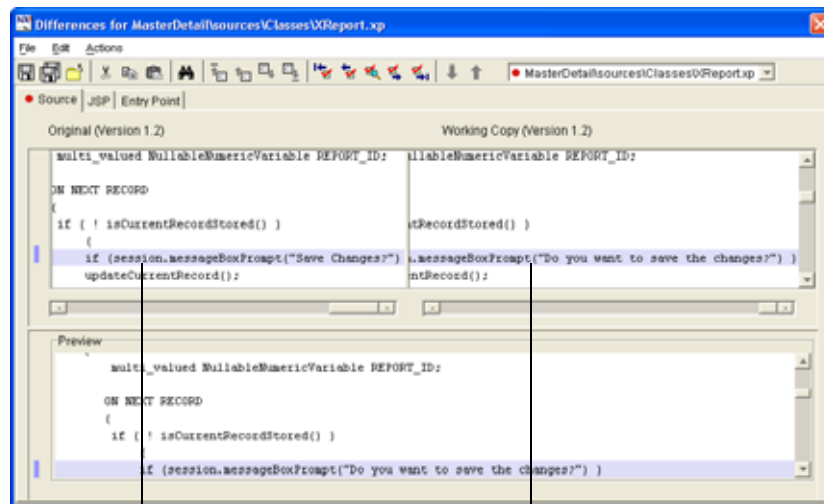 Differences for MasterDetail\sources\Classes\XReport.xp
File Edit Actions
MasterDetail\sources\Classes\XReport.xp
Source JSP Entry Point
Original (Version 1.2) Working Copy (Version 1.2)
multi_valued NullableNumericVariable REPORT_ID; llableNumericVariable REPORT_ID;
ON NEXT RECORD
{
if ( ! isCurrentRecordStored() ) tRecordStored() )
{
if (session.messageBoxPrompt("Save Changes?") .messageBoxPrompt("Do you want to save the changes?") )
updateCurrentRecord(); ntRecord();
Preview
multi_valued NullableNumericVariable REPORT_ID;
ON NEXT RECORD
{
if ( ! isCurrentRecordStored() )
if (session.messageBoxPrompt("Do you want to save the changes?") )